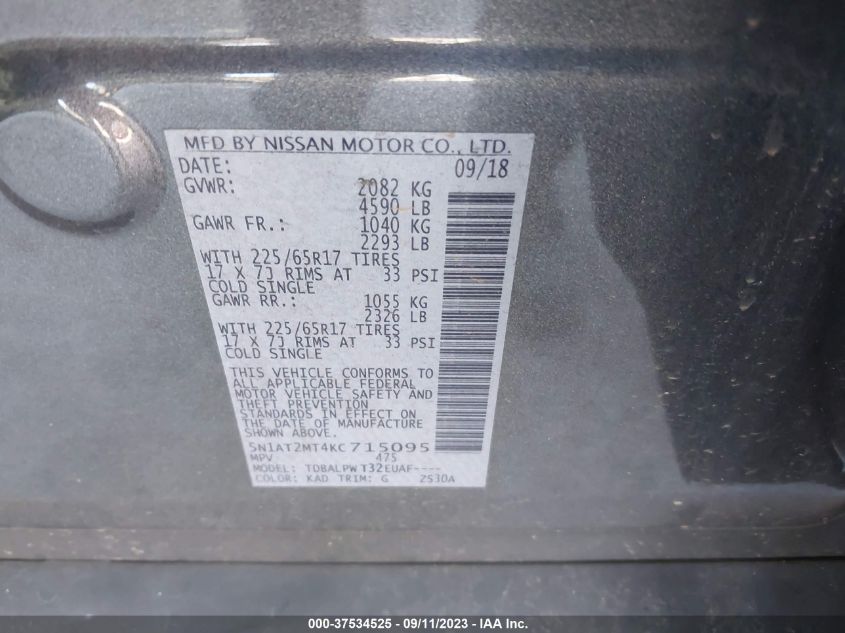 MFD BY NISSAN MOTOR CO., LTD.
DATE: 09/18
GVWR: 2082 KG
4590 LB
GAWR FR.: 1040 KG
2293 LB
WITH 225/65R17 TIRES
17 X 7J RIMS AT 33 PSI
COLD SINGLE
GAWR RR.: 1055 KG
2326 LB
WITH 225/65R17 TIRES
17 X 7J RIMS AT 33 PSI
COLD SINGLE
THIS VEHICLE CONFORMS TO
ALL APPLICABLE FEDERAL
MOTOR VEHICLE SAFETY AND
THEFT PREVENTION
STANDARDS IN EFFECT ON
THE DATE OF MANUFACTURE
SHOWN ABOVE.
5N1AT2MT4KC715095
MPV 475
MODEL: TDBALPW T32EUAF----
COLOR: KAD TRIM: G 2530A
000-37534525 - 09/11/2023 - IAA Inc.